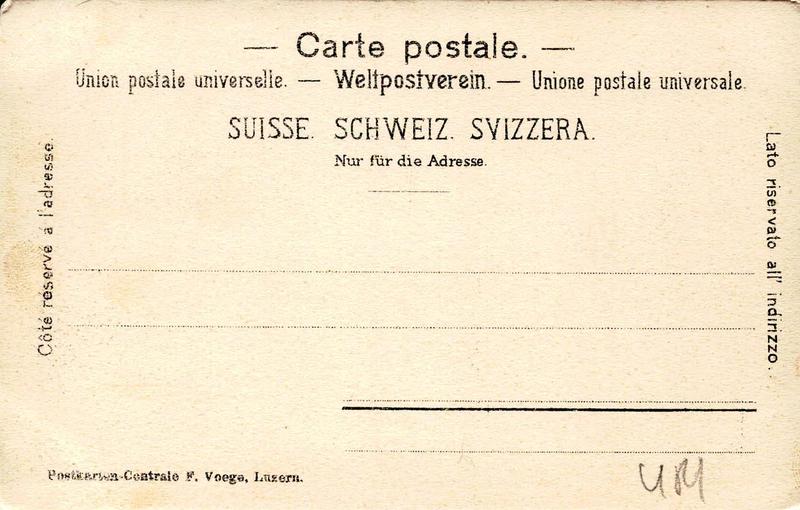 — Carte postale. —
Union postale universelle. — Weltpostverein. — Unione postale universale.
SUISSE. SCHWEIZ. SVIZZERA.
Nur für die Adresse.
Côté réservé à l'adresse.
Lato riservato all' indirizzo.
Postkarten-Centrale F. Voege, Luzern.